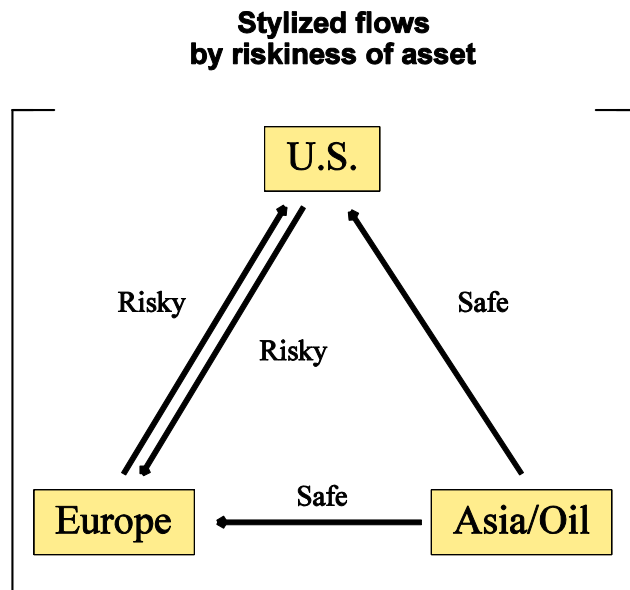 Stylized flows
by riskiness of asset
U.S.
Risky
Safe
Risky
Safe
Europe
Asia/Oil